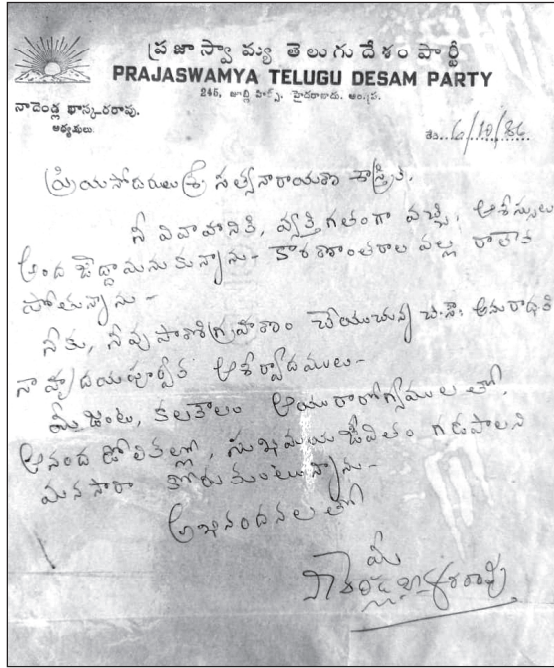 ప్రజాస్వామ్య తెలుగుదేశం పార్టీ
PRAJASWAMYA TELUGU DESAM PARTY
245, జూబ్లీ హిల్స్, హైదరాబాదు. ఆం.ప్ర.
నాదెండ్ల భాస్కరరావు.
అధ్యక్షులు.
తేది. 6/10/86
ప్రియసోదరులు శ్రీ సత్యనారాయణ శాస్త్రికి,
నీ వివాహానికి, వ్యక్తిగతంగా వచ్చి, ఆశీస్సులు
అంద జేద్దామనుకున్నాను - కారణాంతరాల వల్ల రాలేక
పోతున్నాను -
నీకు, నీవు పాణిగ్రహణం చేయుచున్న చి.సౌ. అనురాధకి
నా హృదయపూర్వక ఆశీర్వాదములు -
మీ జంట, కలకాలం ఆయురారోగ్యములతో,
ఆనంద డోలికల్లో, సుఖమయ జీవితం గడపాలని
మనసారా కోరుకుంటున్నాను -
అభినందనలతో
మీ
నాదెండ్ల భాస్కరరావు